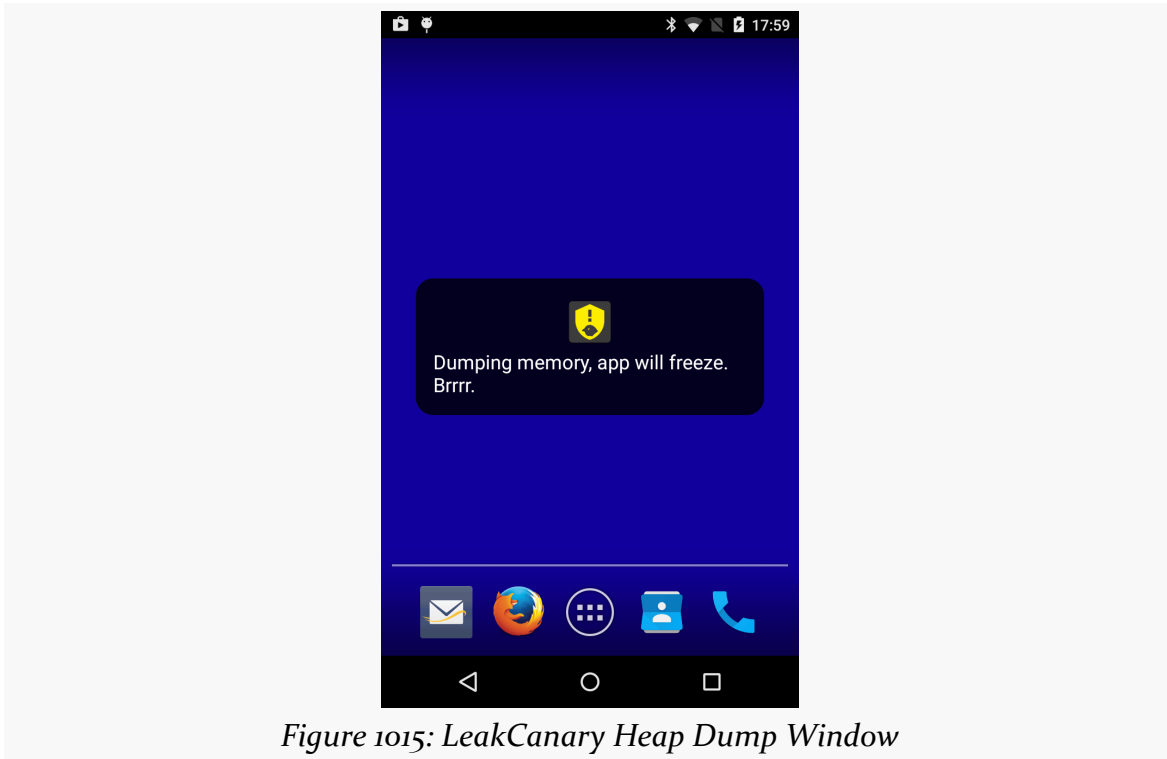 17:59
Dumping memory, app will freeze.
Brrrr.
Figure 1015: LeakCanary Heap Dump Window